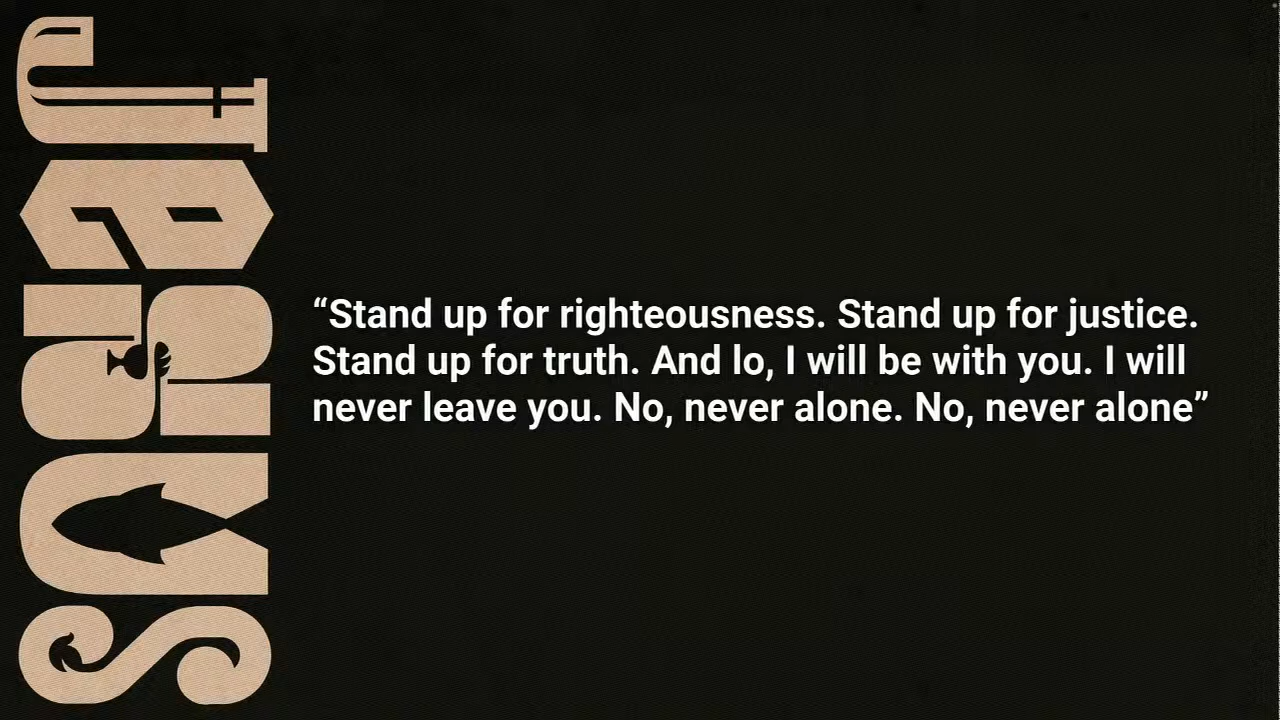 Jesus
“Stand up for righteousness. Stand up for justice.
Stand up for truth. And lo, I will be with you. I will
never leave you. No, never alone. No, never alone”